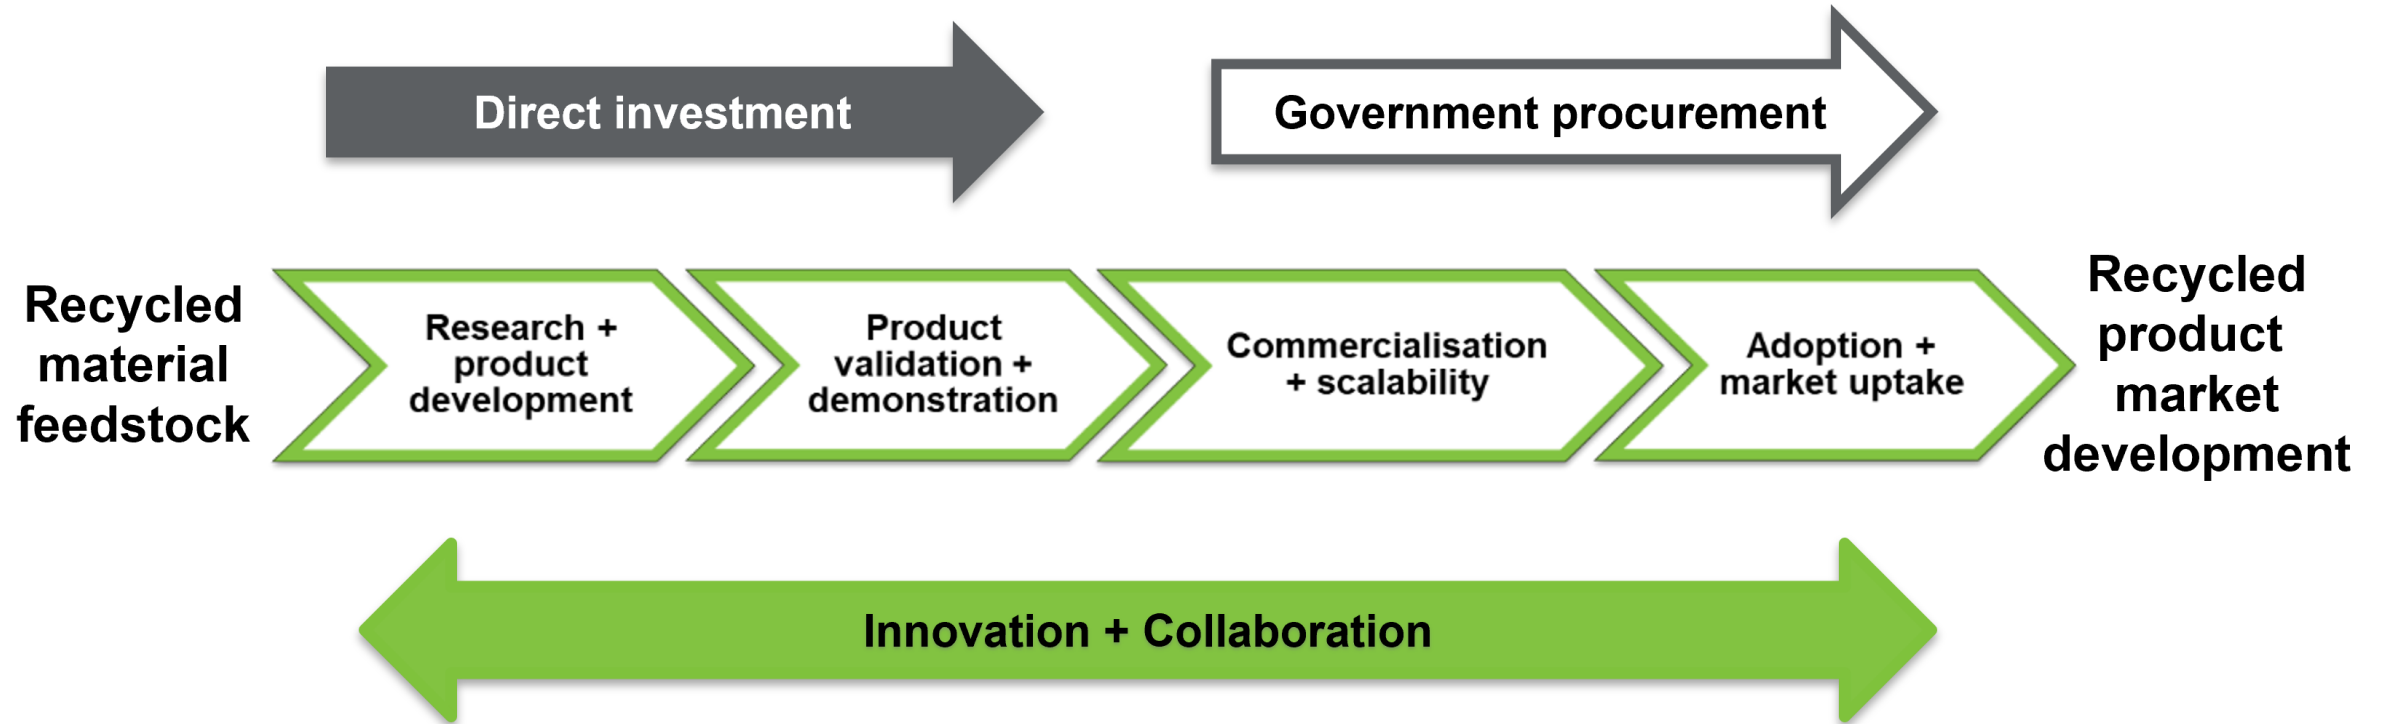 Direct investment
Government procurement
Recycled
material
feedstock
Research +
product
development
Product
validation +
demonstration
Commercialisation
+ scalability
Adoption +
market uptake
Recycled
product
market
development
Innovation + Collaboration